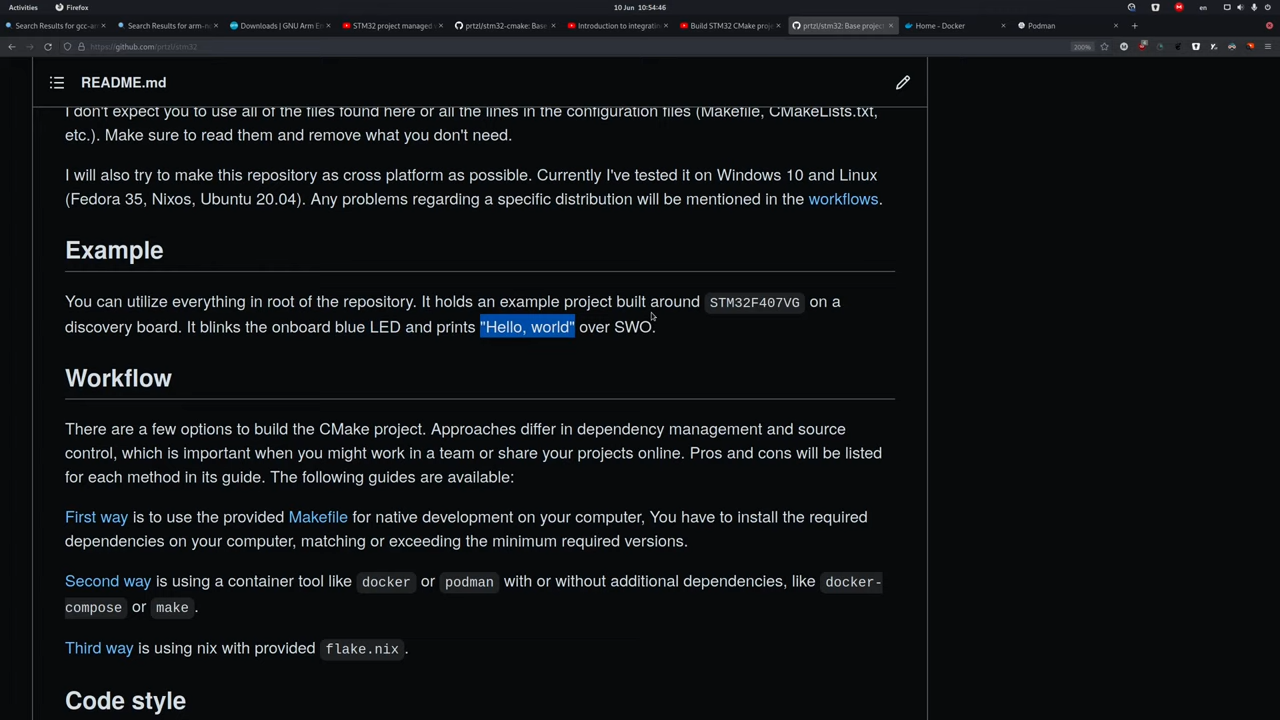 Activities
Firefox
10 Jun 10:54:46
en
Search Results for gcc-a
Search Results for arm-n
Downloads | GNU Arm E
STM32 project managed
prtzl/stm32-cmake: Base
Introduction to integratin
Build STM32 CMake proj
prtzl/stm32: Base project
Home - Docker
Podman
https://github.com/prtzl/stm32
200%
README.md
I don't expect you to use all of the files found here or all the lines in the configuration files (Makefile, CMakeLists.txt,
etc.). Make sure to read them and remove what you don't need.
I will also try to make this repository as cross platform as possible. Currently I've tested it on Windows 10 and Linux
(Fedora 35, Nixos, Ubuntu 20.04). Any problems regarding a specific distribution will be mentioned in the workflows.
Example
You can utilize everything in root of the repository. It holds an example project built around STM32F407VG on a
discovery board. It blinks the onboard blue LED and prints "Hello, world" over SWO.
Workflow
There are a few options to build the CMake project. Approaches differ in dependency management and source
control, which is important when you might work in a team or share your projects online. Pros and cons will be listed
for each method in its guide. The following guides are available:
First way is to use the provided Makefile for native development on your computer, You have to install the required
dependencies on your computer, matching or exceeding the minimum required versions.
Second way is using a container tool like docker or podman with or without additional dependencies, like docker-
compose or make.
Third way is using nix with provided flake.nix.
Code style